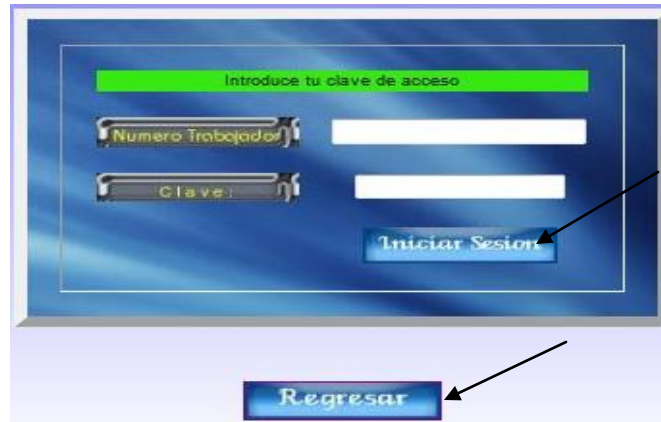 Introduce tu clave de acceso
Numero Trabajador
Clave:
Iniciar Sesion
Regresar